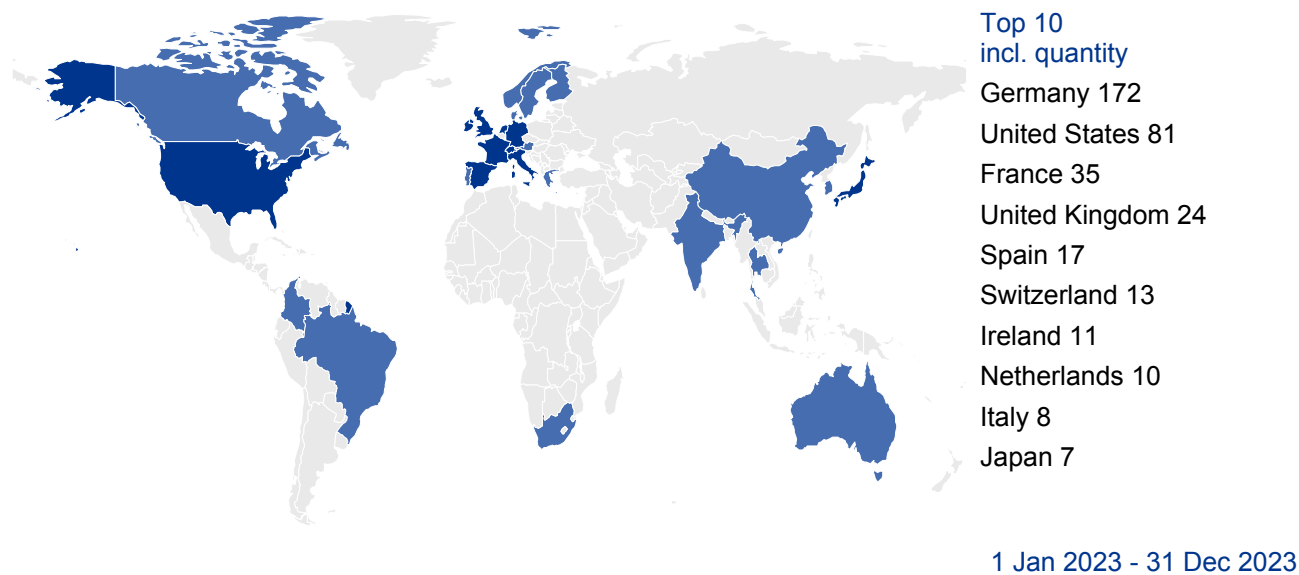 Top 10
incl. quantity
Germany 172
United States 81
France 35
United Kingdom 24
Spain 17
Switzerland 13
Ireland 11
Netherlands 10
Italy 8
Japan 7
1 Jan 2023 - 31 Dec 2023